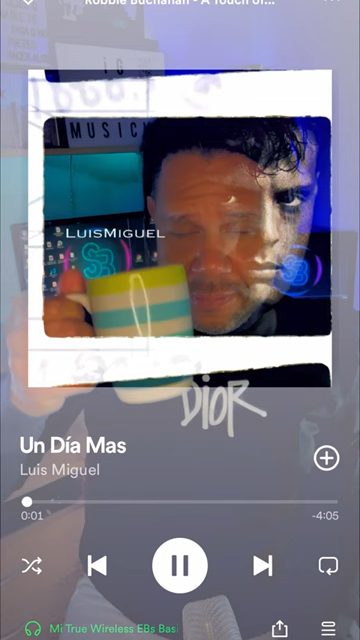 Robbie Buchanan - A Touch of...
MUSIC
LUISMIGUEL
SB
DIOR
Un Día Mas
Luis Miguel
0:01
-4:05
Mi True Wireless EBs Basi